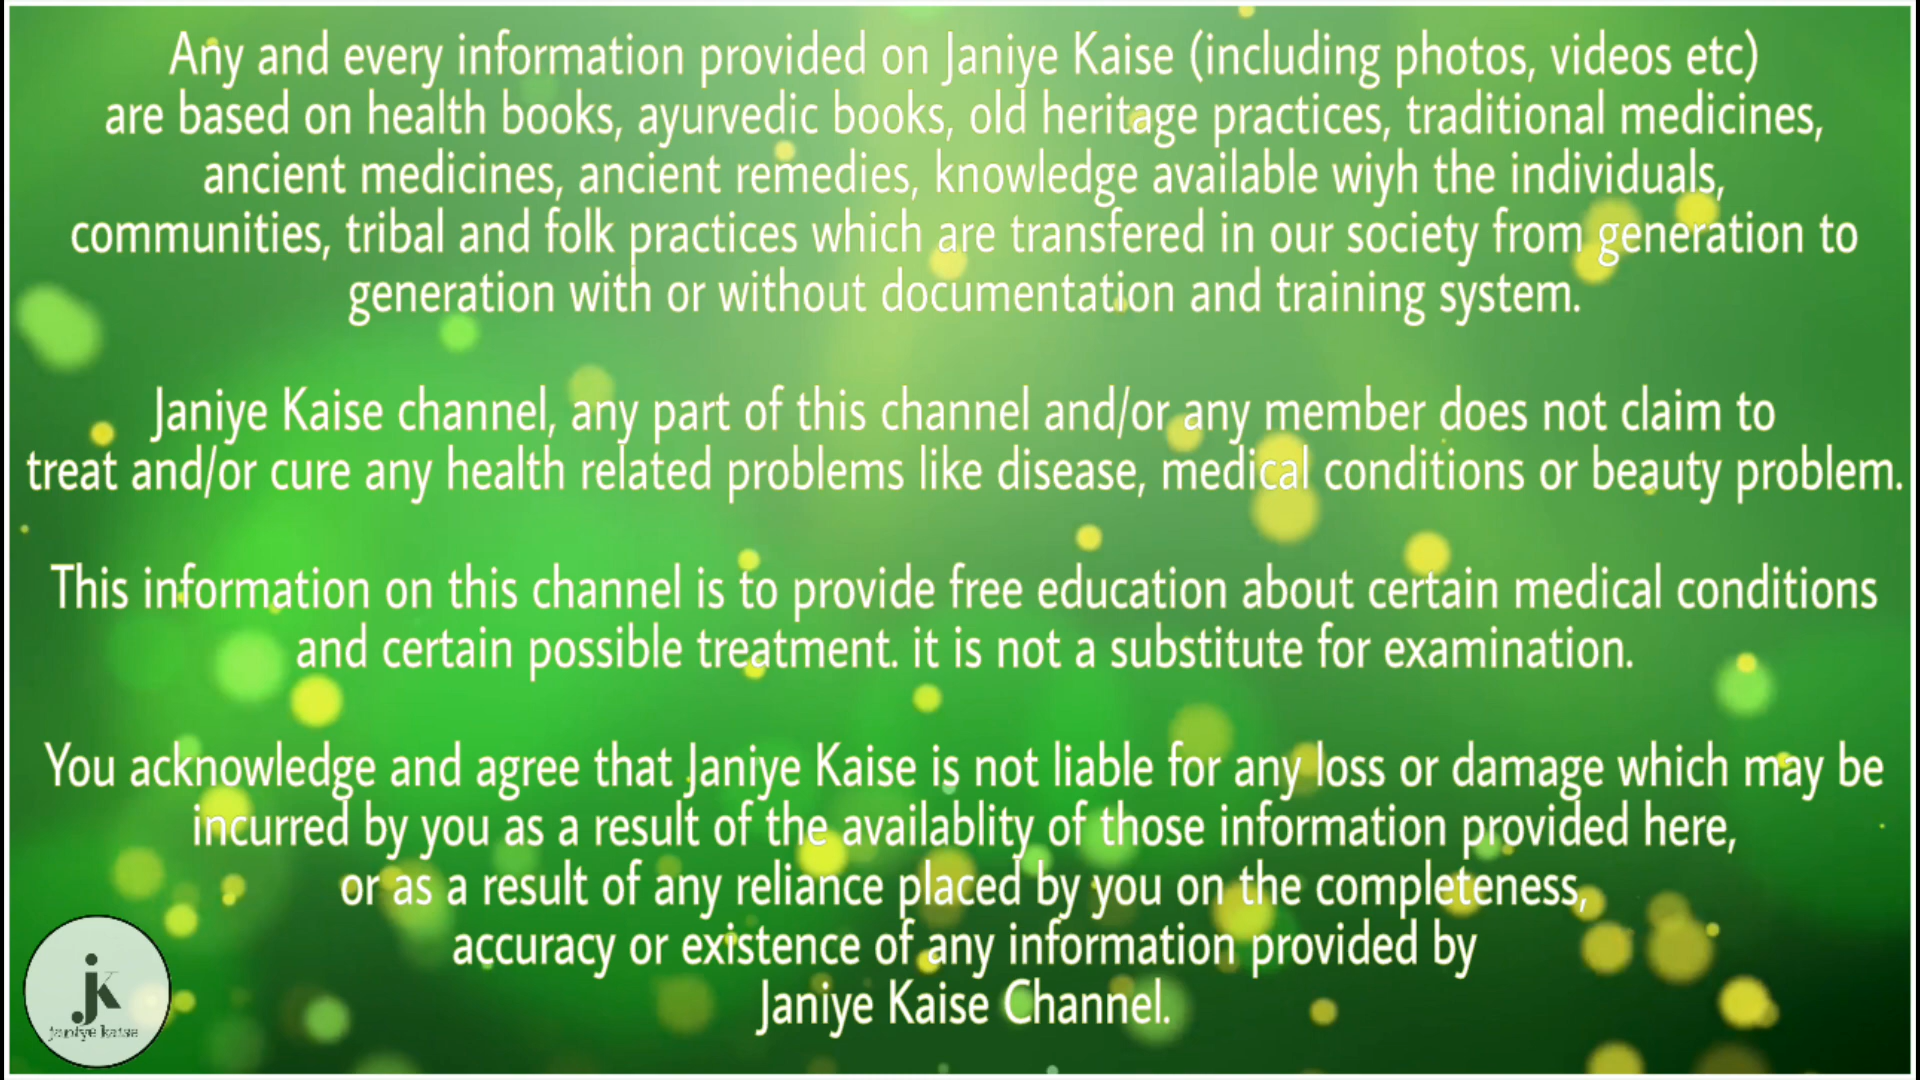 Any and every information provided on Janiye Kaise (including photos, videos etc)
are based on health books, ayurvedic books, old heritage practices, traditional medicines,
ancient medicines, ancient remedies, knowledge available wiyh the individuals,
communities, tribal and folk practices which are transfered in our society from generation to
generation with or without documentation and training system.
Janiye Kaise channel, any part of this channel and/or any member does not claim to
treat and/or cure any health related problems like disease, medical conditions or beauty problem.
This information on this channel is to provide free education about certain medical conditions
and certain possible treatment. it is not a substitute for examination.
You acknowledge and agree that Janiye Kaise is not liable for any loss or damage which may be
incurred by you as a result of the availablity of those information provided here,
or as a result of any reliance placed by you on the completeness,
accuracy or existence of any information provided by
Janiye Kaise Channel.
jk
janiye kaise